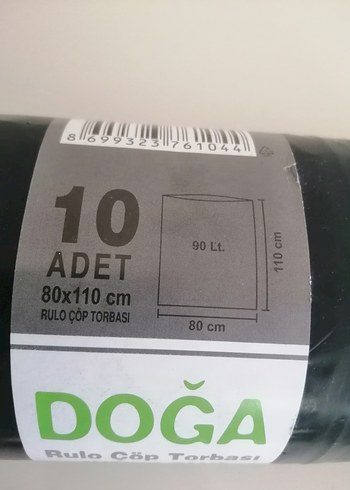 8 699323 761044
10
ADET
80x110 cm
RULO ÇÖP TORBASI
90 Lt.
110 cm
80 cm
DOĞA
Rulo Çöp Torbası